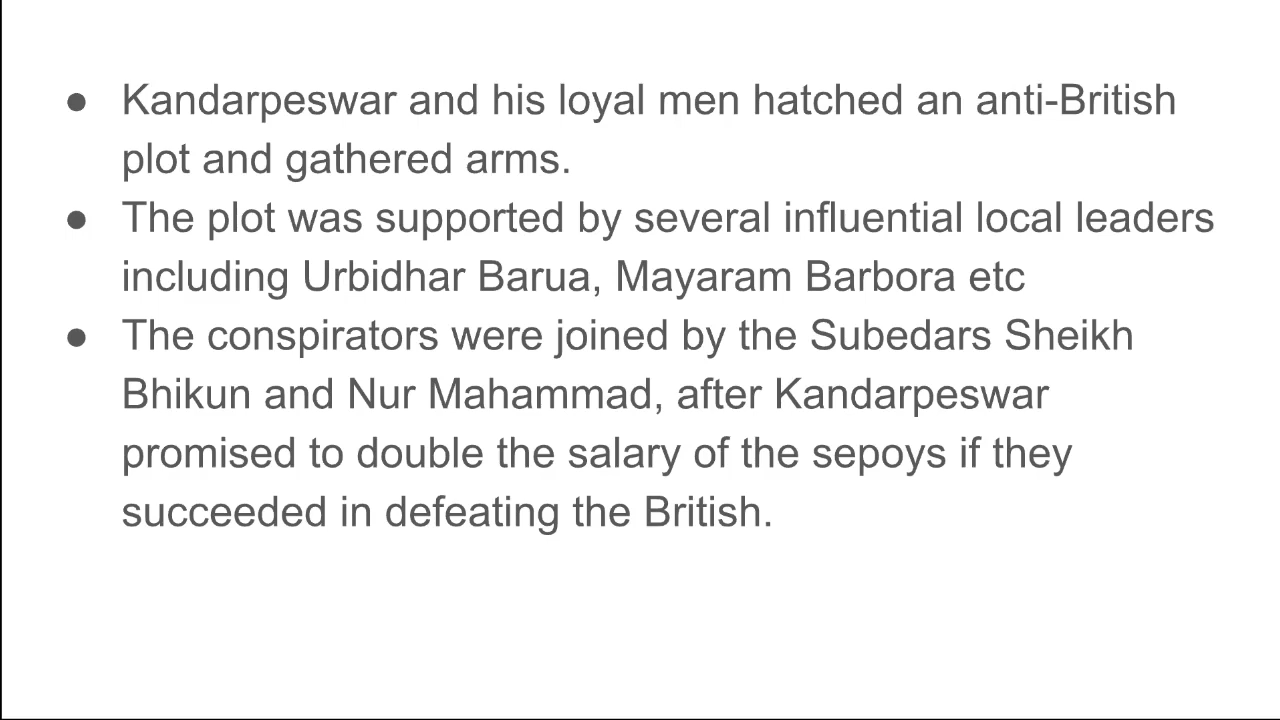 ● Kandarpeswar and his loyal men hatched an anti-British
plot and gathered arms.
● The plot was supported by several influential local leaders
including Urbidhar Barua, Mayaram Barbora etc
● The conspirators were joined by the Subedars Sheikh
Bhikun and Nur Mahammad, after Kandarpeswar
promised to double the salary of the sepoys if they
succeeded in defeating the British.